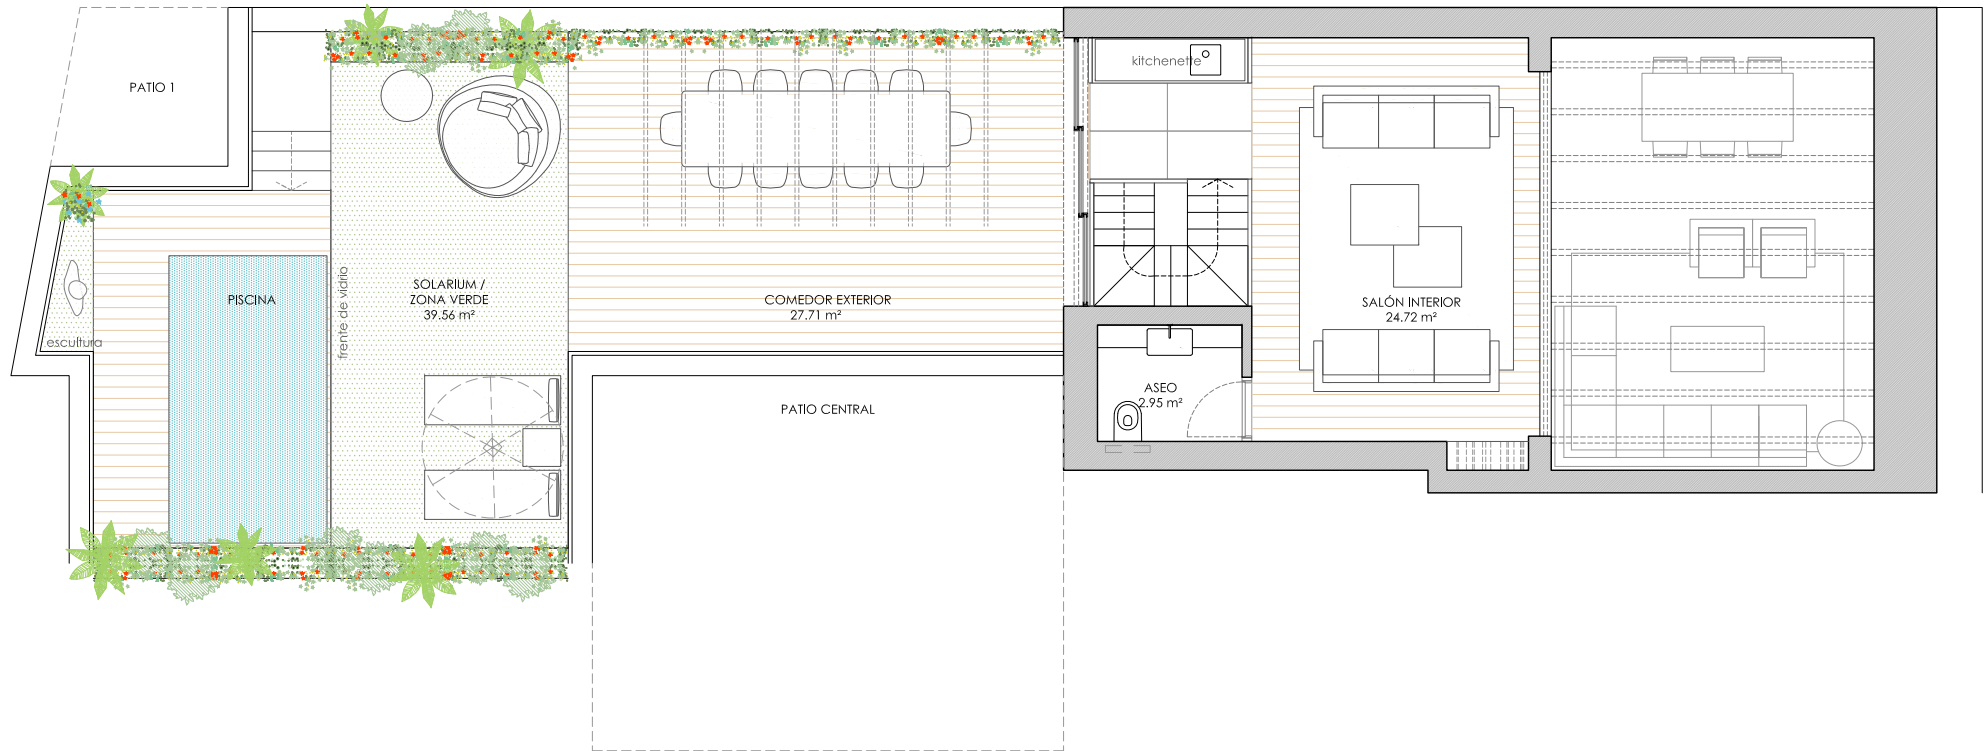 PATÍO 1
kitchenette
PISCINA
frente de vidrio
SOLARIUM /
ZONA VERDE
39.56 m²
COMEDOR EXTERIOR
27.71 m²
SALÓN INTERIOR
24.72 m²
escultura
ASEO
2.95 m²
PATIO CENTRAL